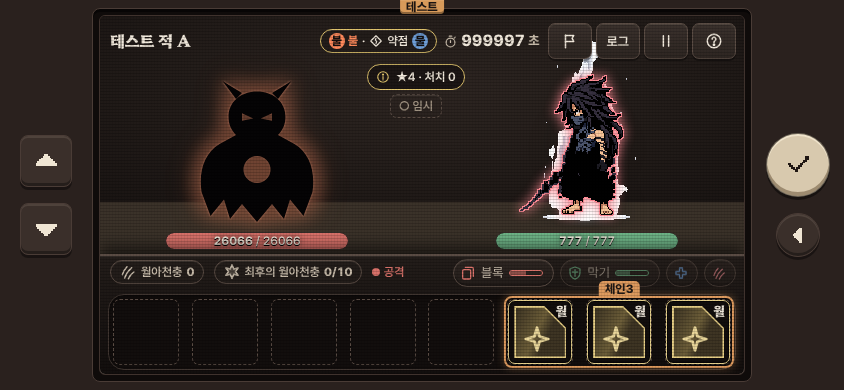 테스트
테스트 적 A
불 불 · 약점 물
999997 초
로그
★4 · 처치 0
임시
26066 / 26066
777 / 777
월아천충 0
최후의 월아천충 0/10
공격
블록
막기
체인3
월
월
월